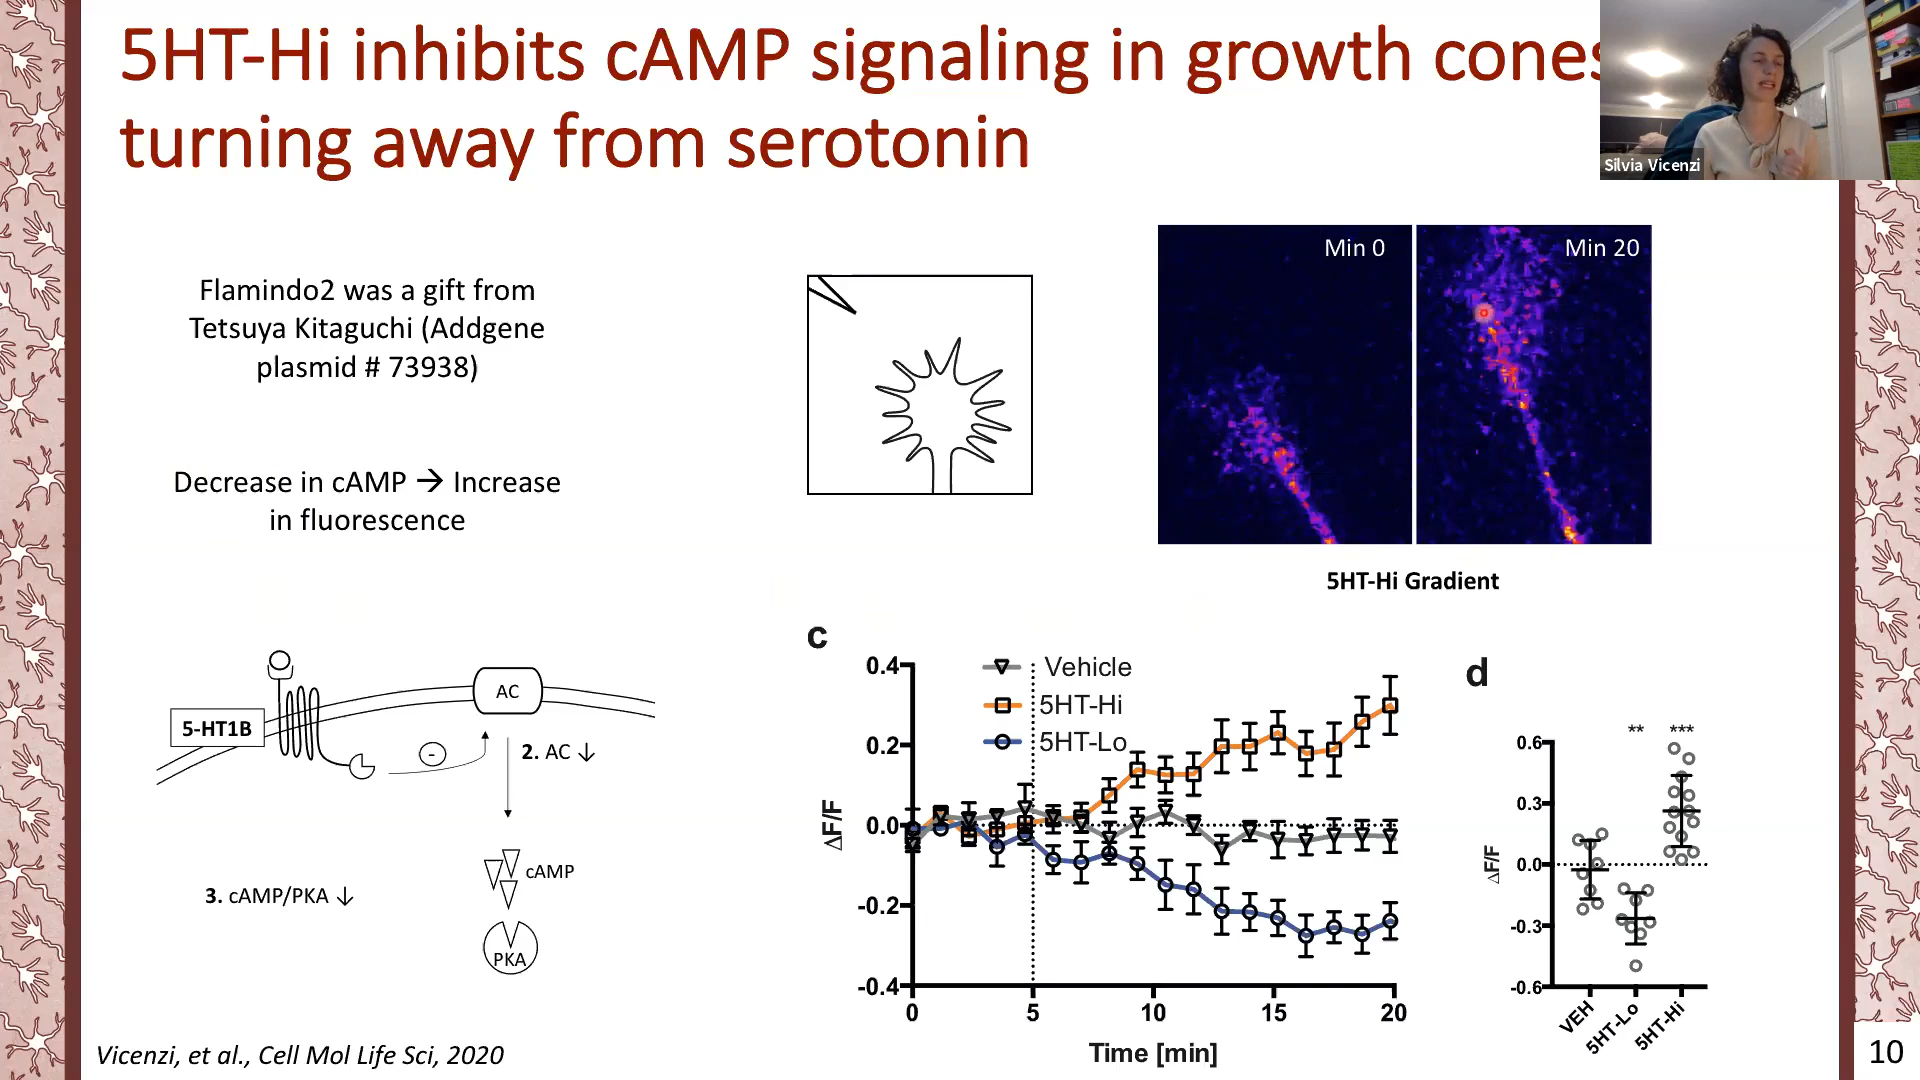 5HT-Hi inhibits cAMP signaling in growth cones
turning away from serotonin
Silvia Vicenzi
Flamindo2 was a gift from
Tetsuya Kitaguchi (Addgene
plasmid # 73938)
Decrease in cAMP → Increase
in fluorescence
Min 0
Min 20
5HT-Hi Gradient
5-HT1B
AC
-
2. AC ↓
cAMP
3. cAMP/PKA ↓
PKA
c
Vehicle
5HT-Hi
5HT-Lo
0.4
0.2
0.0
-0.2
-0.4
ΔF/F
0 5 10 15 20
Time [min]
d
** ***
0.6
0.3
0.0
-0.3
-0.6
ΔF/F
VEH
5HT-Lo
5HT-Hi
Vicenzi, et al., Cell Mol Life Sci, 2020
10